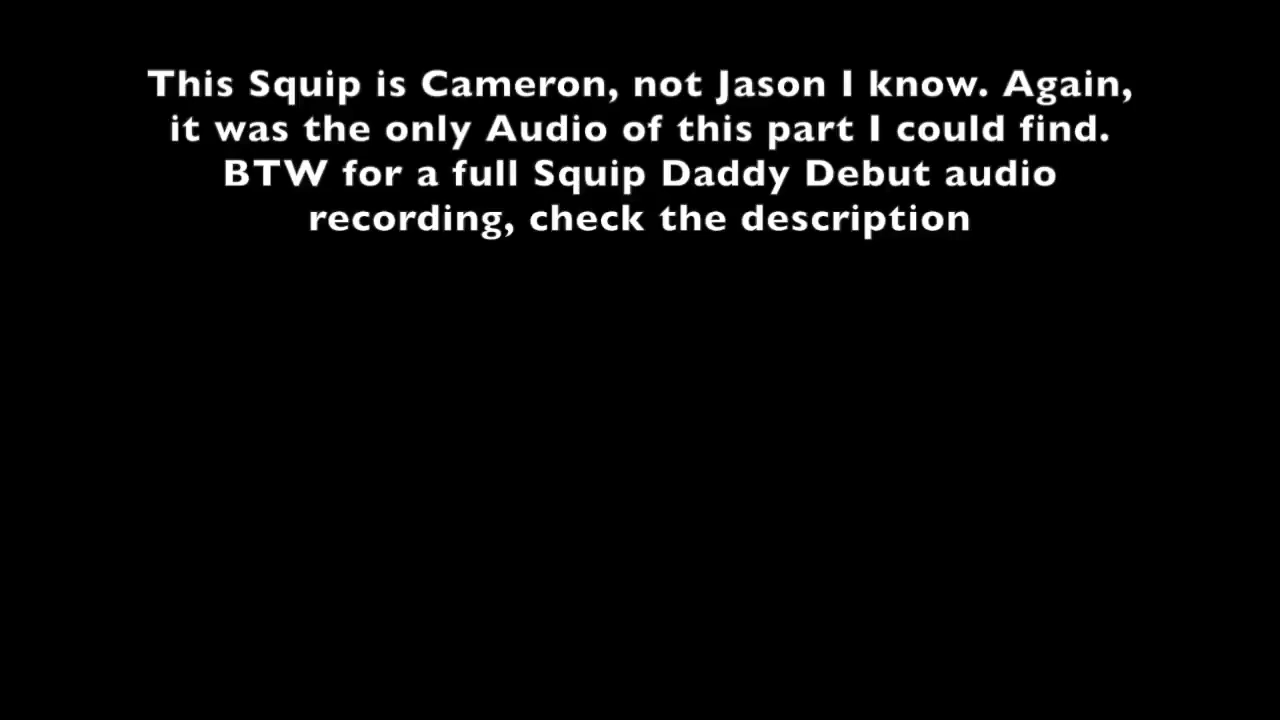 This Squip is Cameron, not Jason I know. Again,
it was the only Audio of this part I could find.
BTW for a full Squip Daddy Debut audio
recording, check the description